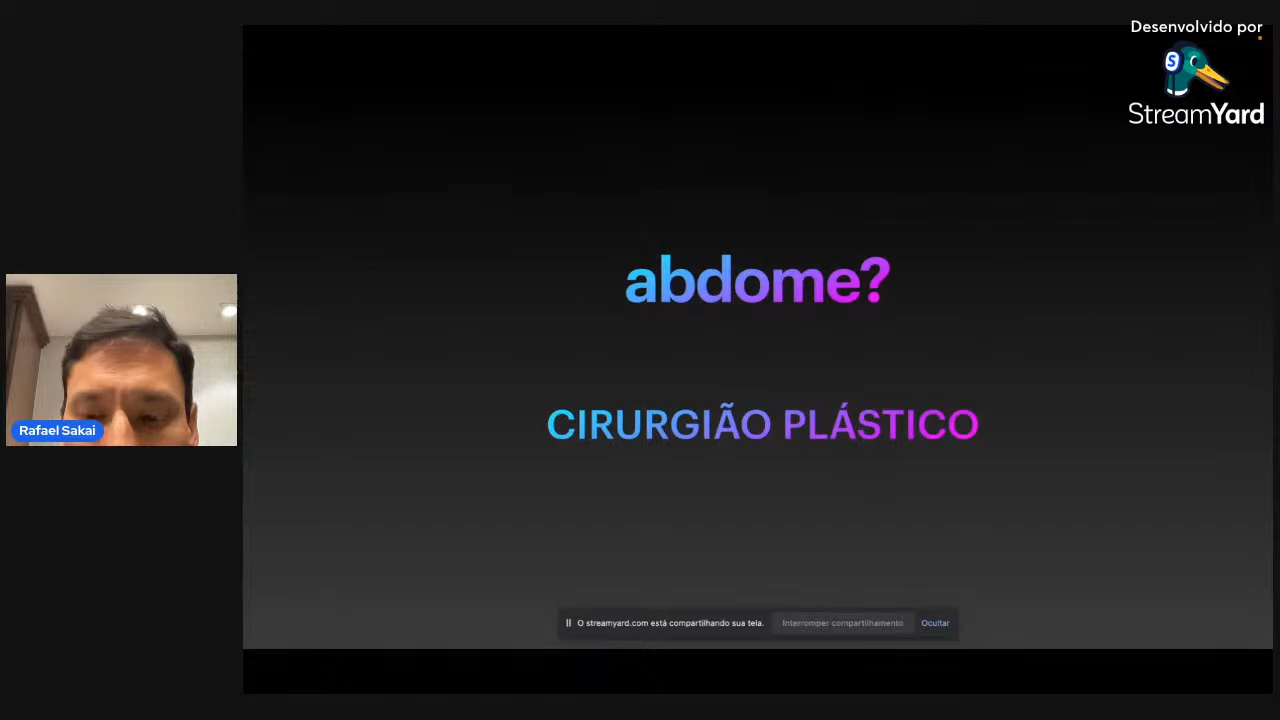 Desenvolvido por
StreamYard
abdome?
CIRURGIÃO PLÁSTICO
Rafael Sakai
O streamyard.com está compartilhando sua tela. Interromper compartilhamento Ocultar